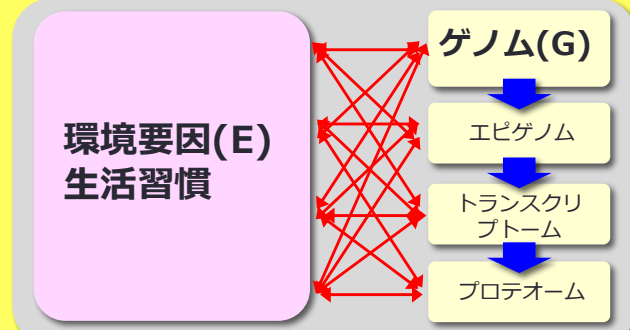 環境要因(E)
生活習慣
ゲノム(G)
エピゲノム
トランスクリ
プトーム
プロテオーム